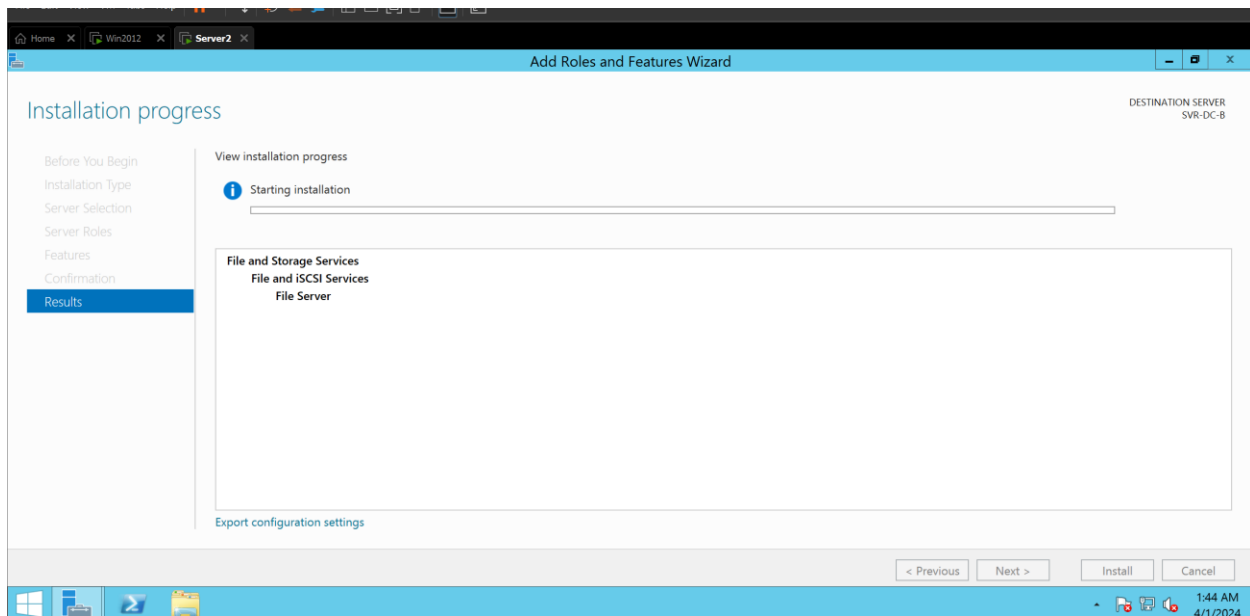 Home
Win2012
Server2
Add Roles and Features Wizard
Installation progress
DESTINATION SERVER
SVR-DC-B
Before You Begin
Installation Type
Server Selection
Server Roles
Features
Confirmation
Results
View installation progress
Starting installation
File and Storage Services
File and iSCSI Services
File Server
Export configuration settings
< Previous
Next >
Install
Cancel
1:44 AM
4/1/2024